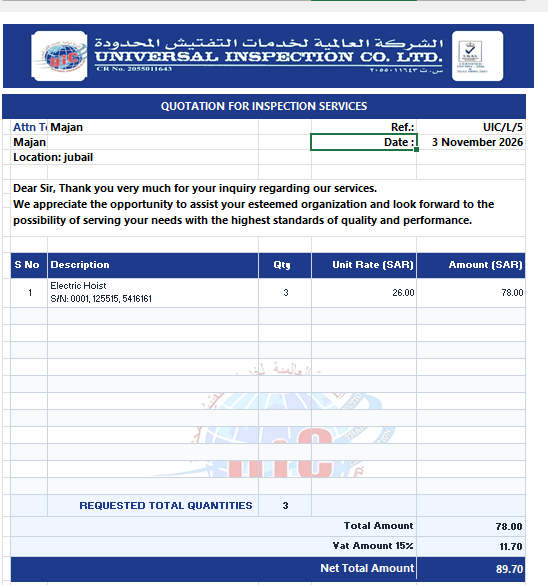 الشركة العالمية لخدمات التفتيش المحدودة
UNIVERSAL INSPECTION CO. LTD.
CR No. 2055011643
س.ت ٢٠٥٥٠١١٦٤٣
UIC
QUOTATION FOR INSPECTION SERVICES
Attn T Majan Ref.: UIC/L/5
Majan Date : 3 November 2026
Location: jubail
Dear Sir, Thank you very much for your inquiry regarding our services.
We appreciate the opportunity to assist your esteemed organization and look forward to the
possibility of serving your needs with the highest standards of quality and performance.
S No Description Qty Unit Rate (SAR) Amount (SAR)
1 Electric Hoist 3 26.00 78.00
S/N: 0001, 125515, 5416161
UIC
REQUESTED TOTAL QUANTITIES 3
Total Amount 78.00
Vat Amount 15% 11.70
Net Total Amount 89.70